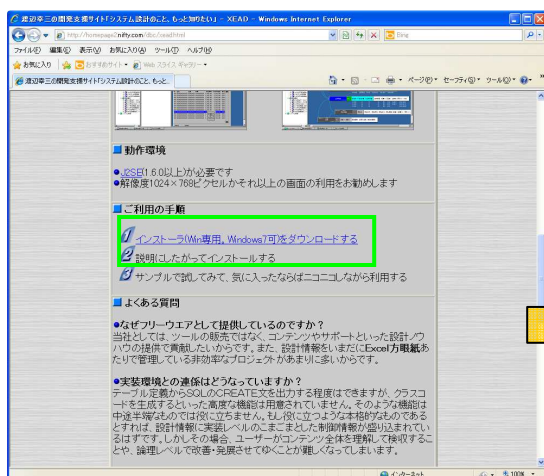 渡辺幸三の開発支援サイト「システム設計のこと、もっと知りたい」 - XEAD - Windows Internet Explorer
http://homepage2.nifty.com/dbc/xead.html
Bing
ファイル(F) 編集(E) 表示(V) お気に入り(A) ツール(T) ヘルプ(H)
お気に入り おすすめサイト Web スライス ギャラリー
渡辺幸三の開発支援サイト「システム設計のこと、もっと...
ページ(P) セーフティ(S) ツール(O)
動作環境
●J2SE(1.6.0以上)が必要です
●解像度1024×768ピクセルかそれ以上の画面の利用をお勧めします
ご利用の手順
1 インストーラ(Win専用。Windows7可)をダウンロードする
2 説明にしたがってインストールする
3 サンプルで試してみて、気に入ったならばニコニコしながら利用する
よくある質問
●なぜフリーウエアとして提供しているのですか？
当社としては、ツールの販売ではなく、コンテンツやサポートといった設計ノウ
ハウの提供で貢献したいからです。また、設計情報をいまだにExcel方眼紙あ
たりで管理している非効率なプロジェクトがあまりに多いからです。
●実装環境との連係はどうなっていますか？
テーブル定義からSQLのCREATE文を出力する程度はできますが、クラスコ
ードを生成するといった高度な機能は用意されていません。そのような機能は
中途半端なものでは役に立ちません。もし役に立つような本格的なものである
とすれば、設計情報に実装レベルのこまごまとした制御情報が盛り込まれてい
るはずです。しかしその場合、ユーザーがコンテンツ全体を理解して検収するこ
とや、論理レベルで改善・発展させてゆくことが難しくなってしまいます。
インターネット 100%